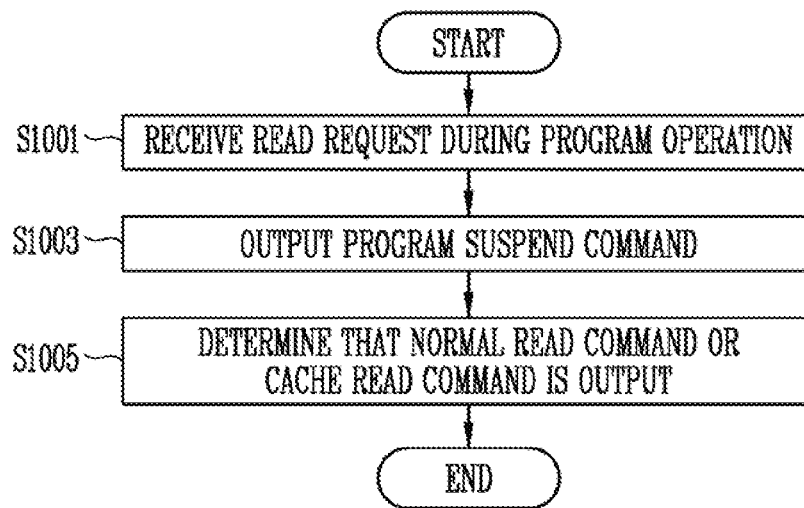 START
S1001
RECEIVE READ REQUEST DURING PROGRAM OPERATION
S1003
OUTPUT PROGRAM SUSPEND COMMAND
S1005
DETERMINE THAT NORMAL READ COMMAND OR
CACHE READ COMMAND IS OUTPUT
END